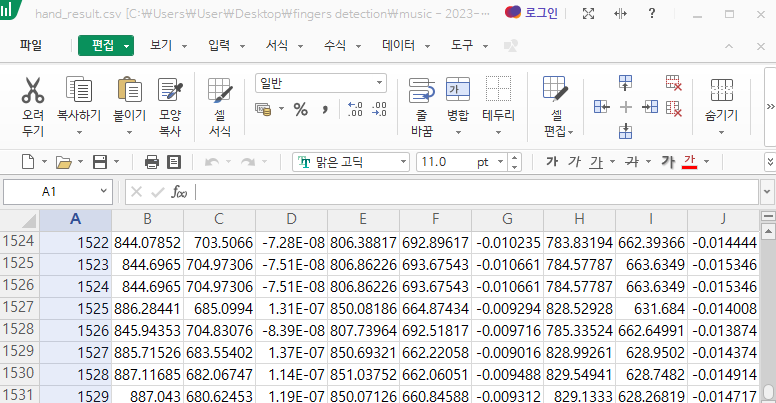 hand_result.csv [C:₩Users₩User₩Desktop₩fingers detection₩music - 2023-··· 로그인 ?
파일 편집 보기 입력 서식 수식 데이터 도구
일반
오려 두기 복사하기 붙이기 모양 복사 셀 서식 % , 줄 바꿈 병합 테두리 셀 편집 숨기기
맑은 고딕 11.0 pt 가 가 가 가 가 가
A1
A B C D E F G H I J
1524 1522 844.07852 703.5066 -7.28E-08 806.38817 692.89617 -0.010235 783.83194 662.39366 -0.014444
1525 1523 844.6965 704.97306 -7.51E-08 806.86226 693.67543 -0.010661 784.57787 663.6349 -0.015346
1526 1524 844.6965 704.97306 -7.51E-08 806.86226 693.67543 -0.010661 784.57787 663.6349 -0.015346
1527 1525 886.28441 685.0994 1.31E-07 850.08186 664.87434 -0.009294 828.52928 631.684 -0.014008
1528 1526 845.94353 704.83076 -8.39E-08 807.73964 692.51817 -0.009716 785.33524 662.64991 -0.013874
1529 1527 885.71526 683.55402 1.37E-07 850.69321 662.22058 -0.009016 828.99261 628.9502 -0.014374
1530 1528 887.11685 682.06747 1.14E-07 851.03752 662.06051 -0.009488 829.54941 628.7482 -0.014914
1531 1529 887.043 680.62453 1.19E-07 850.07126 660.84588 -0.009312 829.1333 628.26819 -0.014717